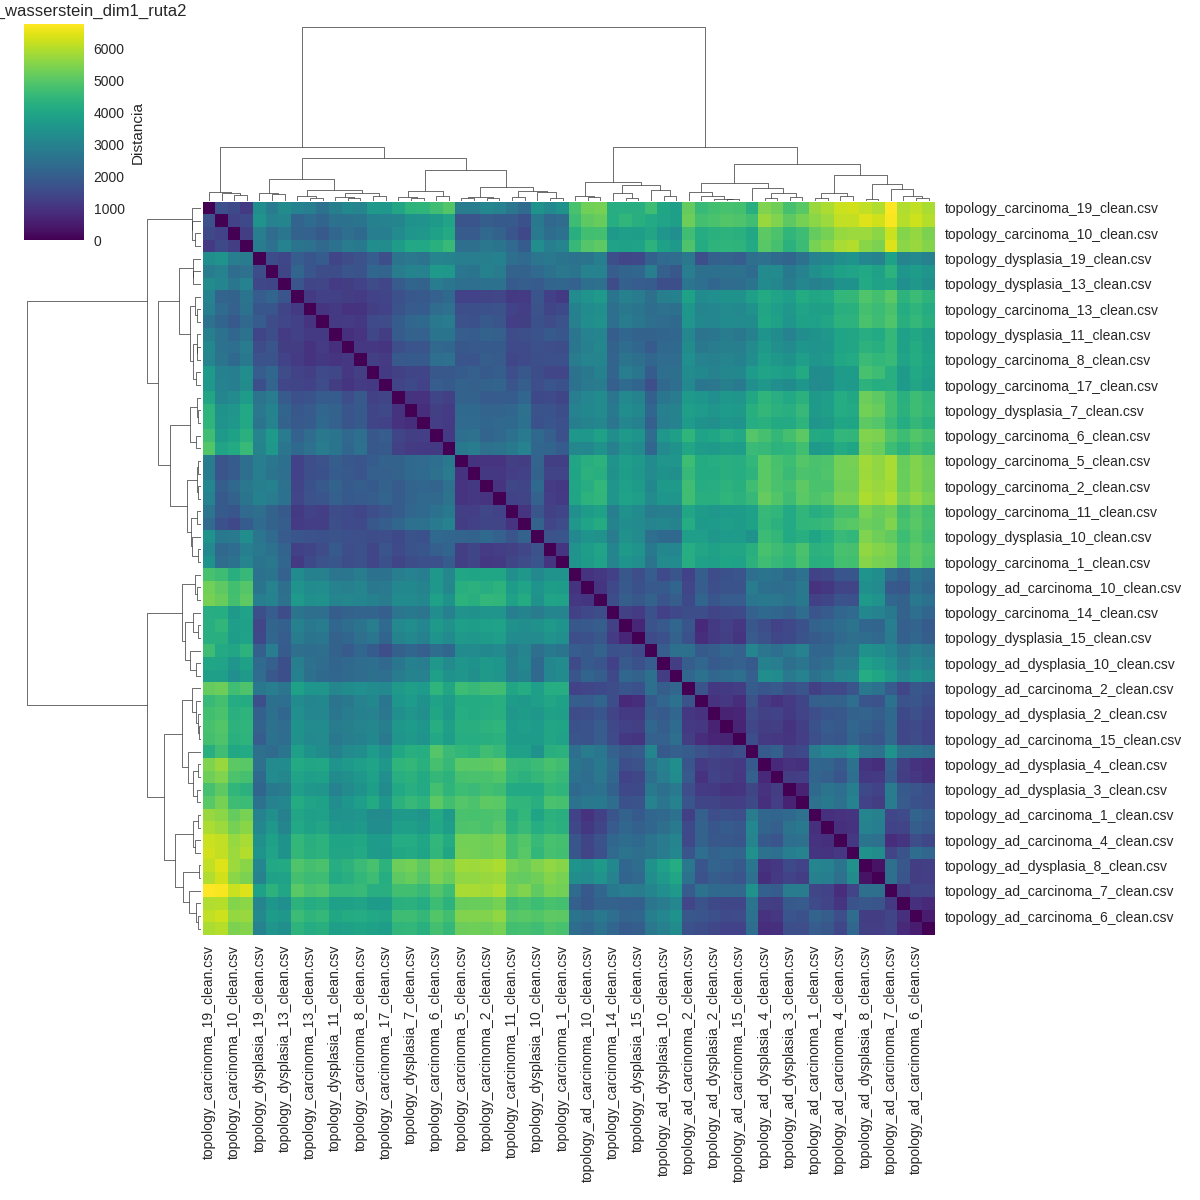 _wasserstein_dim1_ruta2
6000
5000
4000
3000
2000
1000
0
Distancia
topology_carcinoma_19_clean.csv
topology_carcinoma_10_clean.csv
topology_dysplasia_19_clean.csv
topology_dysplasia_13_clean.csv
topology_carcinoma_13_clean.csv
topology_dysplasia_11_clean.csv
topology_carcinoma_8_clean.csv
topology_carcinoma_17_clean.csv
topology_dysplasia_7_clean.csv
topology_carcinoma_6_clean.csv
topology_carcinoma_5_clean.csv
topology_carcinoma_2_clean.csv
topology_carcinoma_11_clean.csv
topology_dysplasia_10_clean.csv
topology_carcinoma_1_clean.csv
topology_ad_carcinoma_10_clean.csv
topology_carcinoma_14_clean.csv
topology_dysplasia_15_clean.csv
topology_ad_dysplasia_10_clean.csv
topology_ad_carcinoma_2_clean.csv
topology_ad_dysplasia_2_clean.csv
topology_ad_carcinoma_15_clean.csv
topology_ad_dysplasia_4_clean.csv
topology_ad_dysplasia_3_clean.csv
topology_ad_carcinoma_1_clean.csv
topology_ad_carcinoma_4_clean.csv
topology_ad_dysplasia_8_clean.csv
topology_ad_carcinoma_7_clean.csv
topology_ad_carcinoma_6_clean.csv
topology_carcinoma_19_clean.csv
topology_carcinoma_10_clean.csv
topology_dysplasia_19_clean.csv
topology_dysplasia_13_clean.csv
topology_carcinoma_13_clean.csv
topology_dysplasia_11_clean.csv
topology_carcinoma_8_clean.csv
topology_carcinoma_17_clean.csv
topology_dysplasia_7_clean.csv
topology_carcinoma_6_clean.csv
topology_carcinoma_5_clean.csv
topology_carcinoma_2_clean.csv
topology_carcinoma_11_clean.csv
topology_dysplasia_10_clean.csv
topology_carcinoma_1_clean.csv
topology_ad_carcinoma_10_clean.csv
topology_carcinoma_14_clean.csv
topology_dysplasia_15_clean.csv
topology_ad_dysplasia_10_clean.csv
topology_ad_carcinoma_2_clean.csv
topology_ad_dysplasia_2_clean.csv
topology_ad_carcinoma_15_clean.csv
topology_ad_dysplasia_4_clean.csv
topology_ad_dysplasia_3_clean.csv
topology_ad_carcinoma_1_clean.csv
topology_ad_carcinoma_4_clean.csv
topology_ad_dysplasia_8_clean.csv
topology_ad_carcinoma_7_clean.csv
topology_ad_carcinoma_6_clean.csv